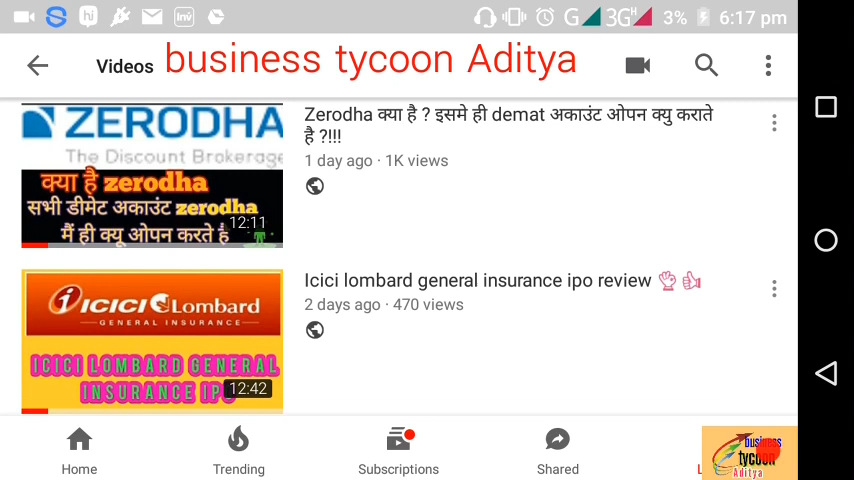 hi
Inv
G
3G H
3%
6:17 pm
Videos
business tycoon Aditya
ZERODHA
The Discount Brokerage
क्या है zerodha
सभी डीमेट अकाउंट zerodha
मैं ही क्यू ओपन करते है
12:11
Zerodha क्या है ? इसमे ही demat अकाउंट ओपन क्यु कराते
है ?!!!
1 day ago · 1K views
ICICI Lombard
GENERAL INSURANCE
ICICI LOMBARD GENERAL
INSURANCE IP
12:42
Icici lombard general insurance ipo review
2 days ago · 470 views
Home
Trending
Subscriptions
Shared
L
business
tycoon
Aditya